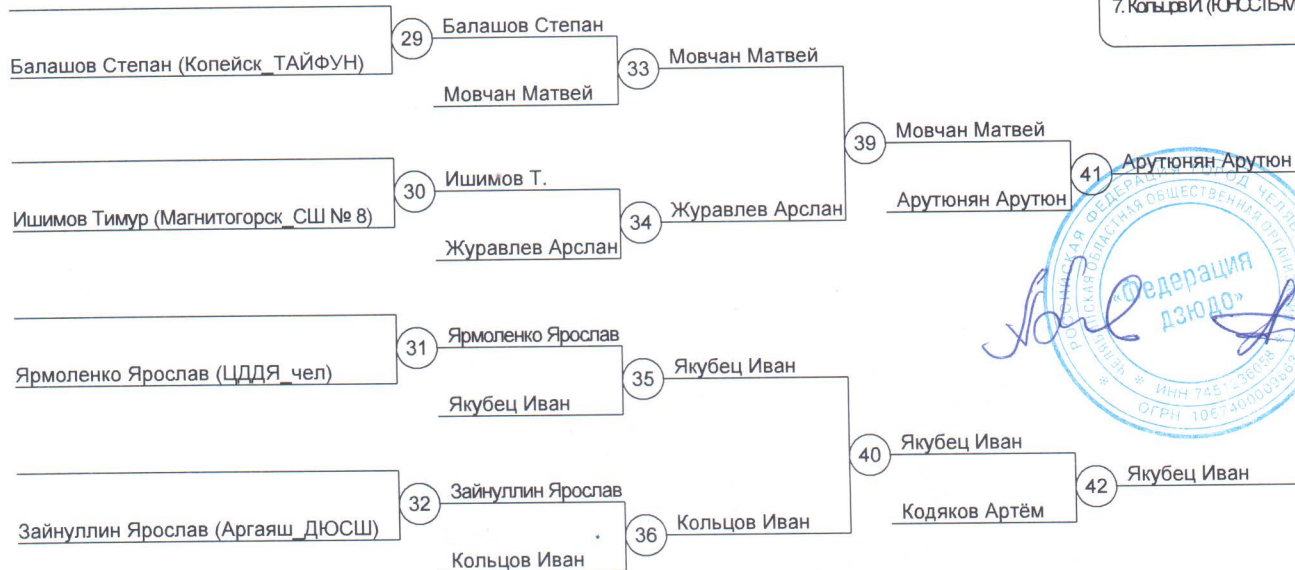 7. Кольцов И. (ЮНОСТЬ-М
29
Балашов Степан
Балашов Степан (Копейск_ТАЙФУН)
33
Мовчан Матвей
Мовчан Матвей
39
Мовчан Матвей
30
Ишимов Т.
41
Арутюнян Арутюн
Ишимов Тимур (Магнитогорск_СШ № 8)
34
Журавлев Арслан
Арутюнян Арутюн
Журавлев Арслан
«Федерация
дзюдо»
31
Ярмоленко Ярослав
Ярмоленко Ярослав (ЦДДЯ_чел)
35
Якубец Иван
Якубец Иван
ИНН 7451236058
40
Якубец Иван
32
Зайнуллин Ярослав
42
Якубец Иван
Зайнуллин Ярослав (Аргаяш_ДЮСШ)
36
Кольцов Иван
Кодяков Артём
Кольцов Иван